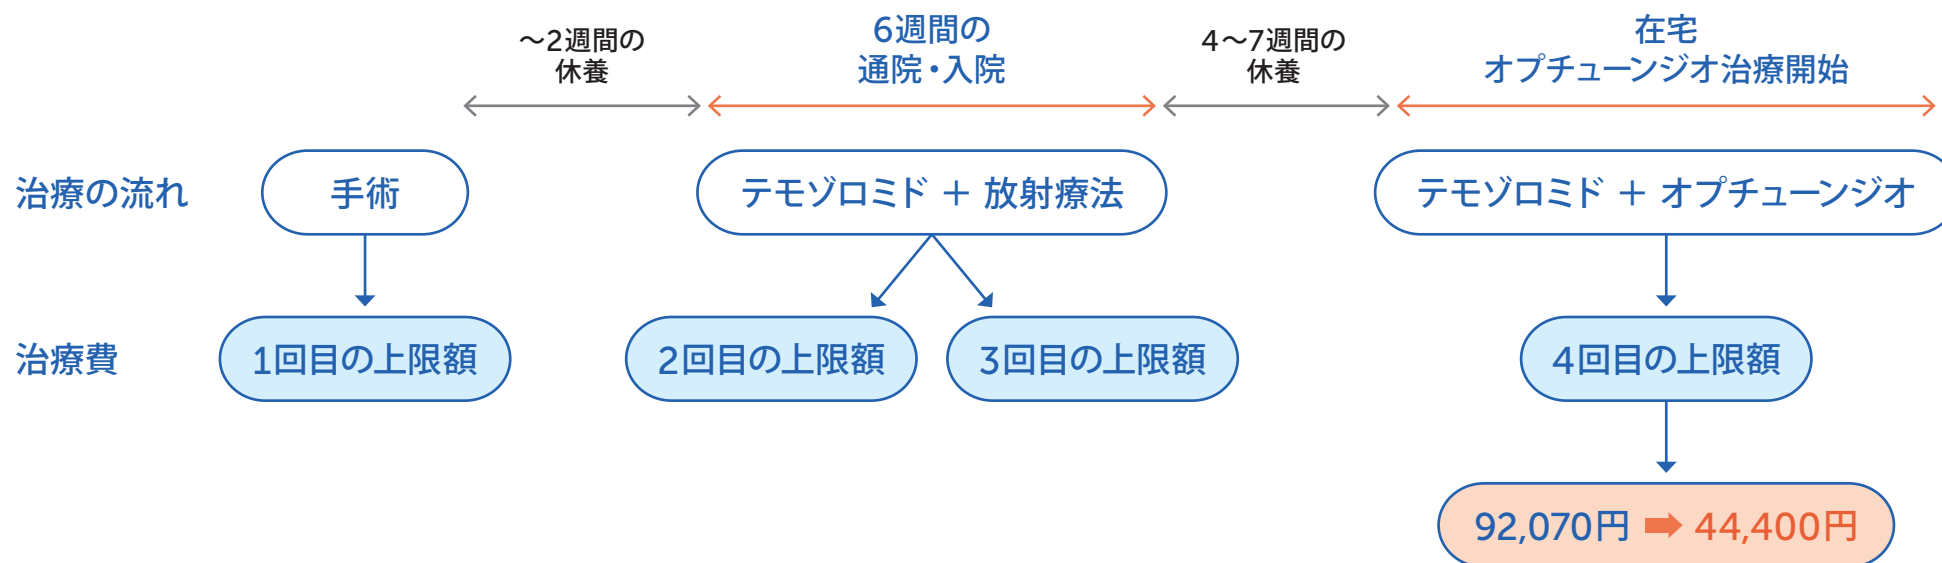 ～2週間の
休養
6週間の
通院・入院
4～7週間の
休養
在宅
オプチューンジオ治療開始
治療の流れ
手術
テモゾロミド ＋ 放射療法
テモゾロミド ＋ オプチューンジオ
治療費
1回目の上限額
2回目の上限額
3回目の上限額
4回目の上限額
92,070円 ➡ 44,400円